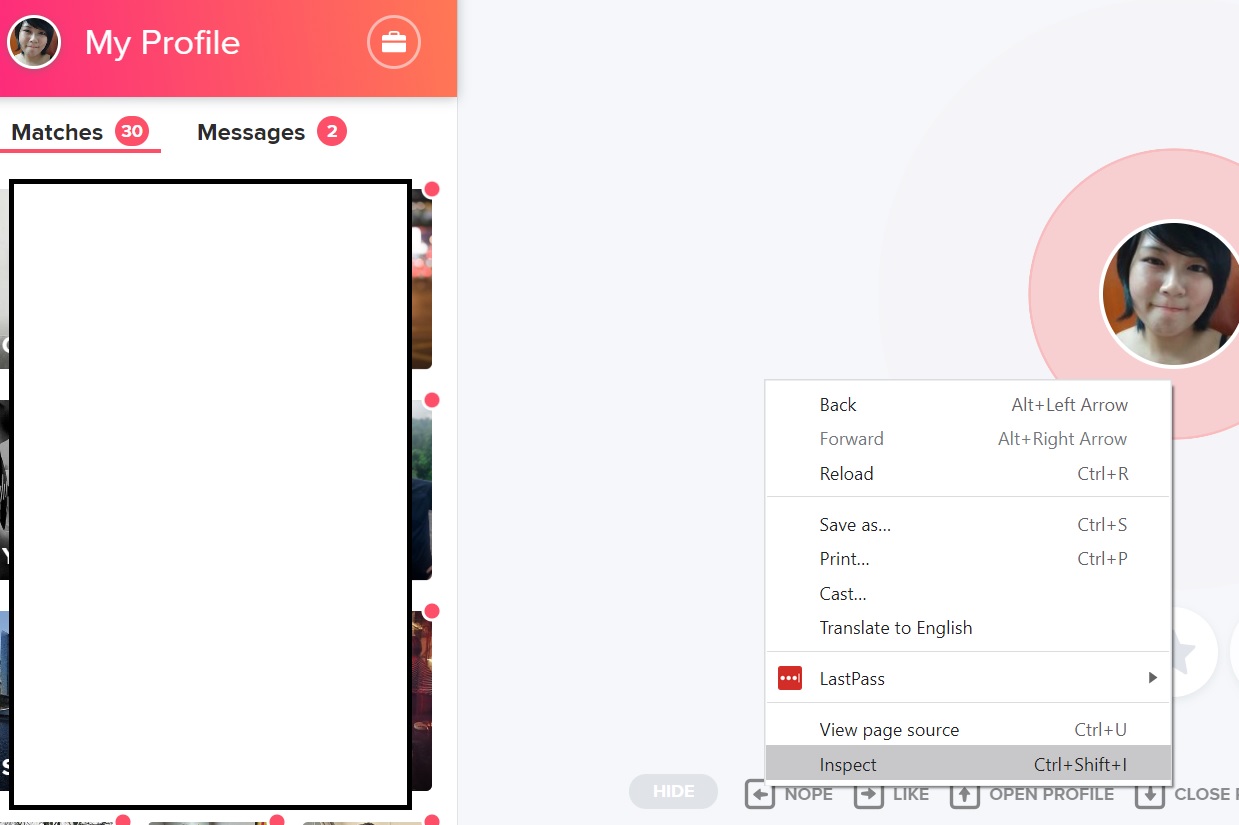 My Profile
Matches 30 Messages 2
Back Alt+Left Arrow
Forward Alt+Right Arrow
Reload Ctrl+R
Save as... Ctrl+S
Print... Ctrl+P
Cast...
Translate to English
LastPass
View page source Ctrl+U
Inspect Ctrl+Shift+I
HIDE NOPE LIKE OPEN PROFILE CLOSE